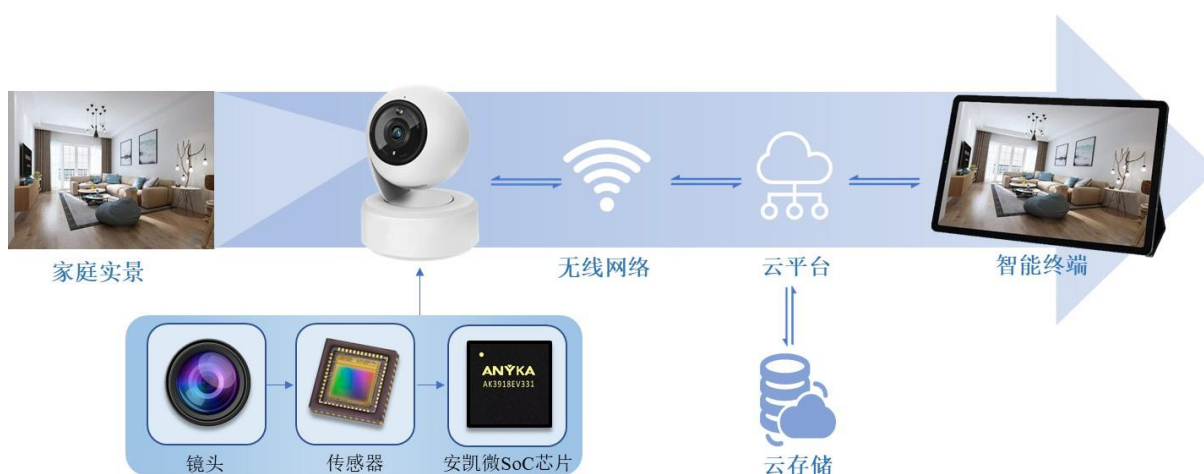 家庭实景
无线网络
云平台
智能终端
ANYKA
AK3918EV331
镜头
传感器
安凯微SoC芯片
云存储